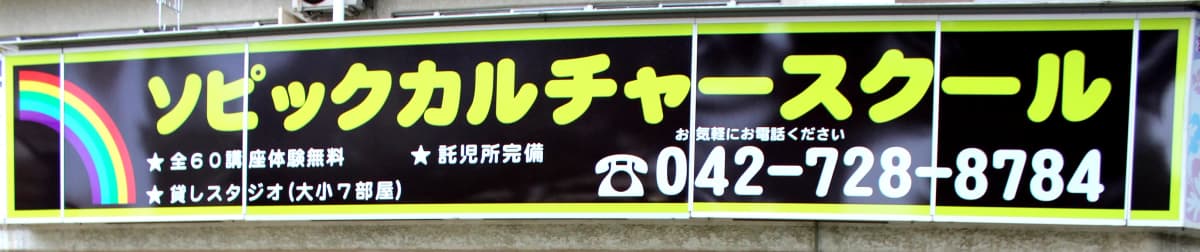 ソピックカルチャースクール
★全60講座体験無料 ★託児所完備
★貸しスタジオ(大小7部屋)
お気軽にお電話ください
☎042-728-8784